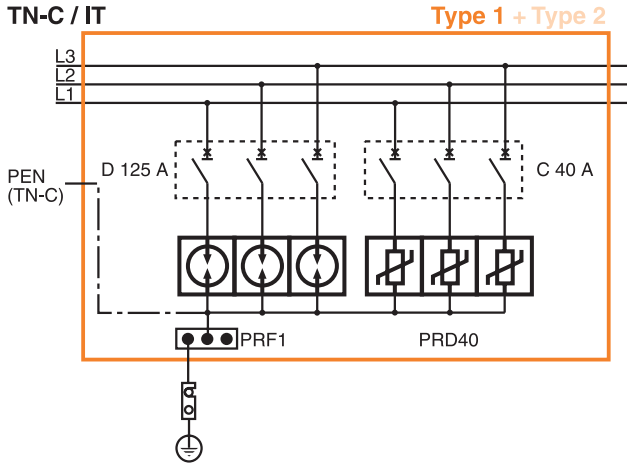 TN-C / IT
Type 1 + Type 2
L3
L2
L1
D 125 A
C 40 A
PEN
(TN-C)
PRF1
PRD40